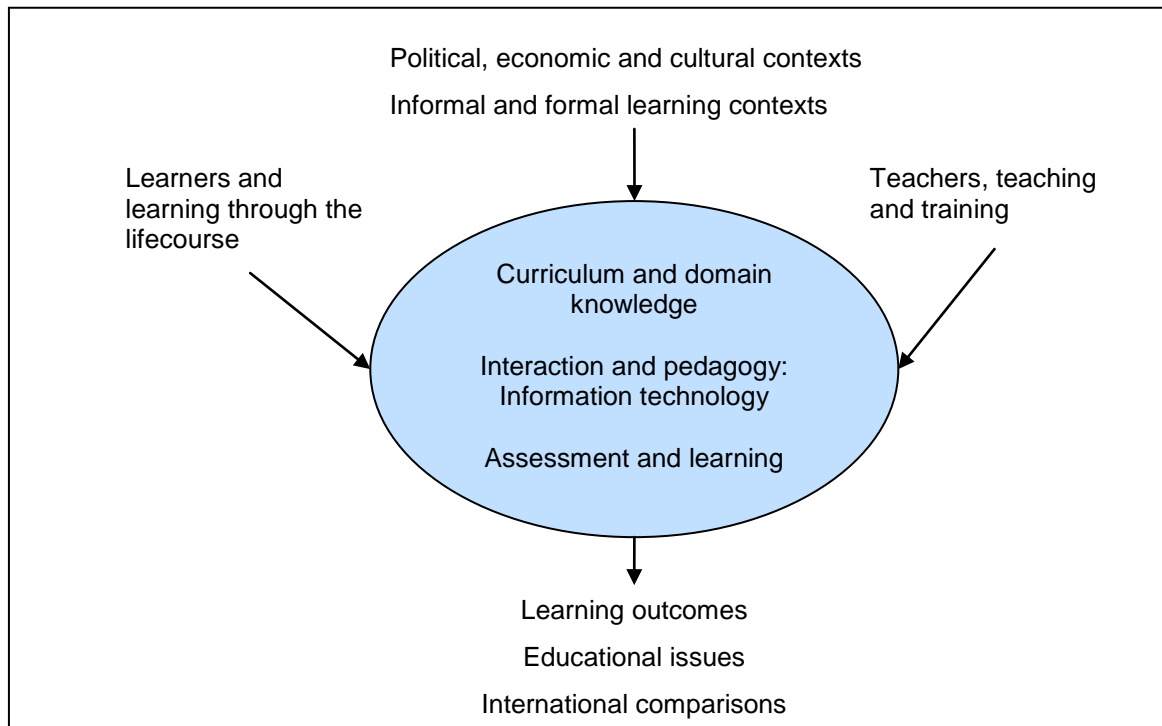 Political, economic and cultural contexts
Informal and formal learning contexts
Learners and
learning through the
lifecourse
Teachers, teaching
and training
Curriculum and domain
knowledge
Interaction and pedagogy:
Information technology
Assessment and learning
Learning outcomes
Educational issues
International comparisons